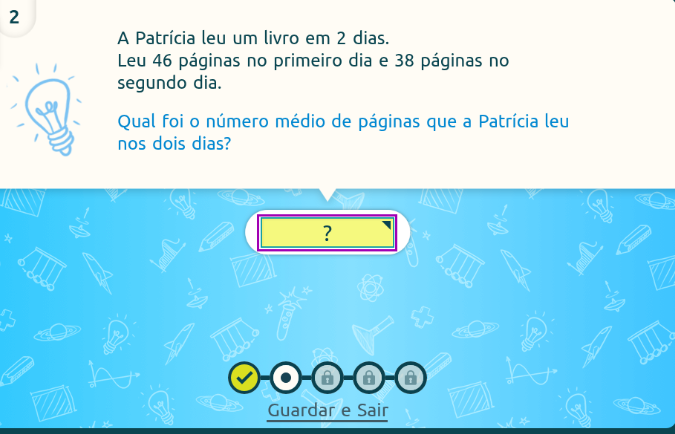 2
A Patrícia leu um livro em 2 dias.
Leu 46 páginas no primeiro dia e 38 páginas no
segundo dia.
Qual foi o número médio de páginas que a Patrícia leu
nos dois dias?
?
Guardar e Sair